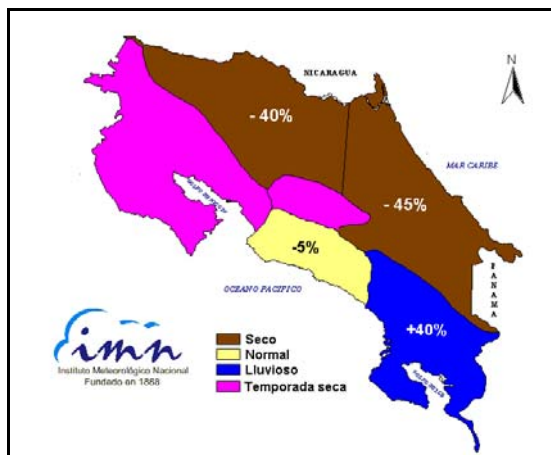 NICARAGUA
N
- 40%
MAR CARIBE
- 45%
-5%
PANAMA
OCEANO PACIFICO
+40%
imn
Instituto Meteorológico Nacional
Fundado en 1888
Seco
Normal
Lluvioso
Temporada seca